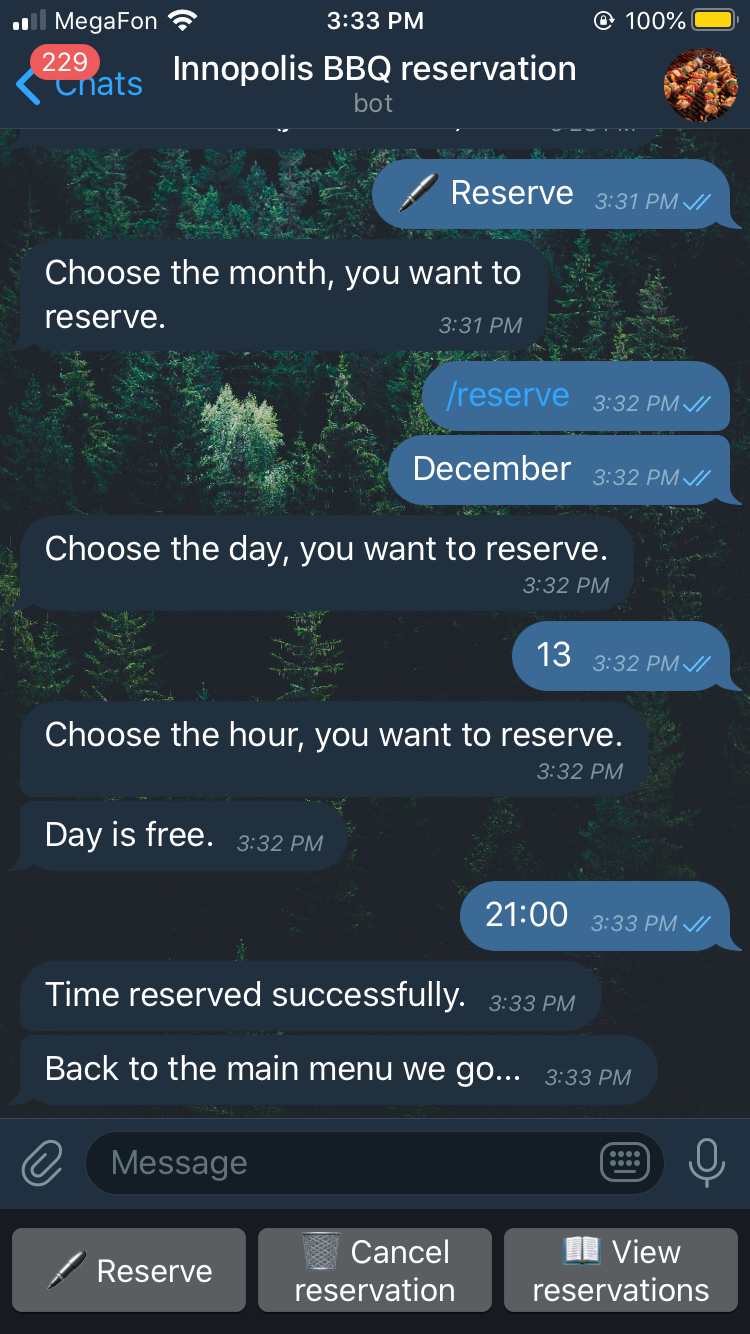 MegaFon 3:33 PM 100%
229
Chats
Innopolis BBQ reservation
bot
Reserve 3:31 PM
Choose the month, you want to
reserve. 3:31 PM
/reserve 3:32 PM
December 3:32 PM
Choose the day, you want to reserve.
3:32 PM
13 3:32 PM
Choose the hour, you want to reserve.
3:32 PM
Day is free. 3:32 PM
21:00 3:33 PM
Time reserved successfully. 3:33 PM
Back to the main menu we go... 3:33 PM
Message
Reserve
Cancel
reservation
View
reservations